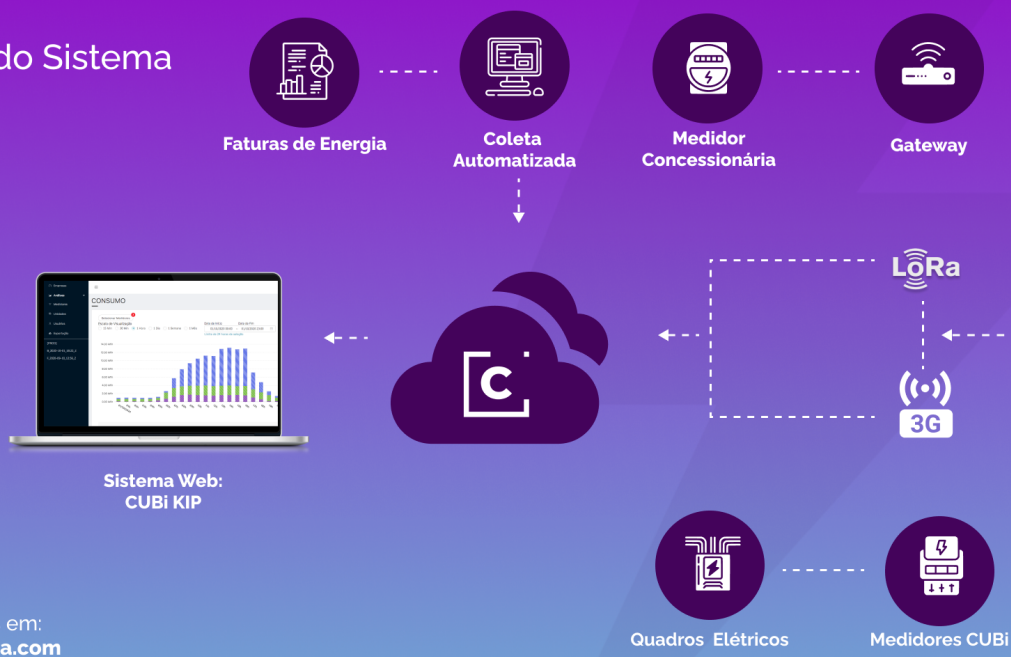 do Sistema
Faturas de Energia
Coleta
Automatizada
Medidor
Concessionária
Gateway
LoRa
CONSUMO
C
3G
Sistema Web:
CUBi KIP
Quadros Elétricos
Medidores CUBi
em:
a.com